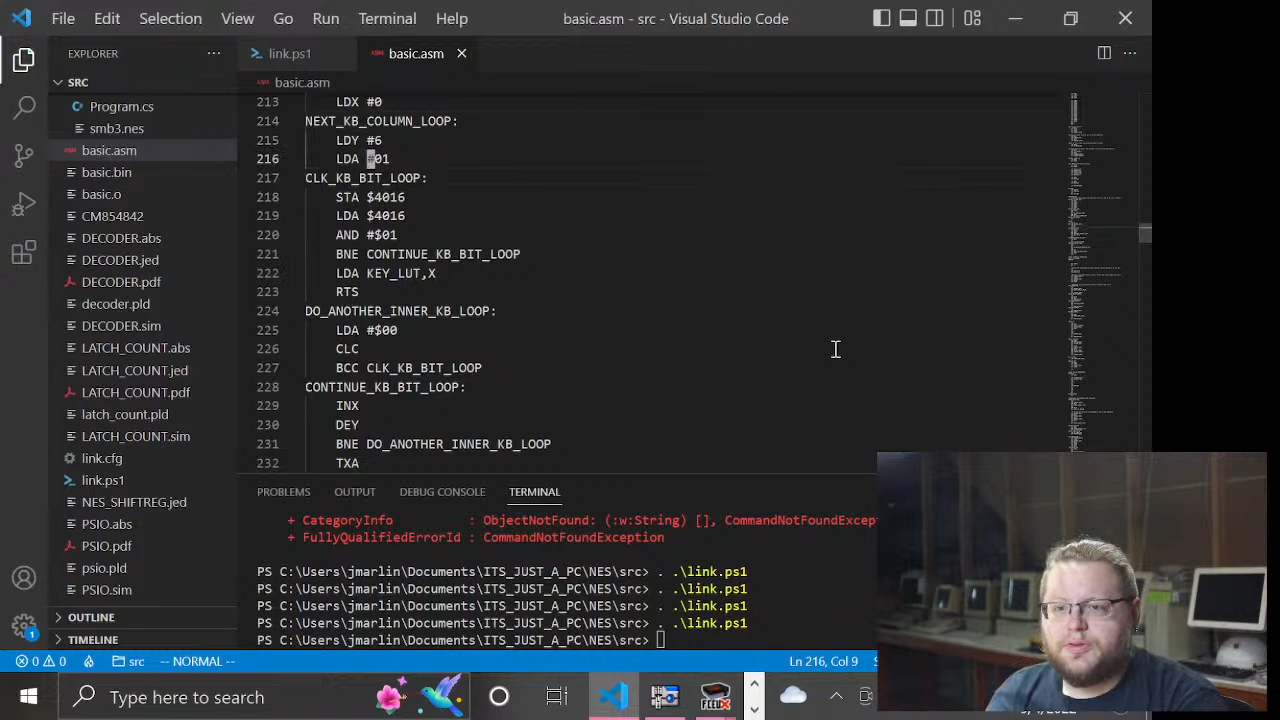 File Edit Selection View Go Run Terminal Help basic.asm - src - Visual Studio Code
EXPLORER
link.ps1
ASM basic.asm
SRC
ASM basic.asm
Program.cs
smb3.nes
ASM basic.asm
basic.bin
basic.o
CM854842
DECODER.abs
DECODER.jed
DECODER.pdf
decoder.pld
DECODER.sim
LATCH_COUNT.abs
LATCH_COUNT.jed
LATCH_COUNT.pdf
latch_count.pld
LATCH_COUNT.sim
link.cfg
link.ps1
NES_SHIFTREG.jed
PSIO.abs
PSIO.pdf
psio.pld
PSIO.sim
OUTLINE
TIMELINE
213 LDX #0
214 NEXT_KB_COLUMN_LOOP:
215 LDY #6
216 LDA #01
217 CLK_KB_BIT_LOOP:
218 STA $4016
219 LDA $4016
220 AND #$01
221 BNE CONTINUE_KB_BIT_LOOP
222 LDA KEY_LUT,X
223 RTS
224 DO_ANOTHER_INNER_KB_LOOP:
225 LDA #$00
226 CLC
227 BCC CLK_KB_BIT_LOOP
228 CONTINUE_KB_BIT_LOOP:
229 INX
230 DEY
231 BNE DO_ANOTHER_INNER_KB_LOOP
232 TXA
PROBLEMS OUTPUT DEBUG CONSOLE TERMINAL
+ CategoryInfo : ObjectNotFound: (:w:String) [], CommandNotFoundExcep
+ FullyQualifiedErrorId : CommandNotFoundException
PS C:\Users\jmarlin\Documents\ITS_JUST_A_PC\NES\src> . .\link.ps1
PS C:\Users\jmarlin\Documents\ITS_JUST_A_PC\NES\src> . .\link.ps1
PS C:\Users\jmarlin\Documents\ITS_JUST_A_PC\NES\src> . .\link.ps1
PS C:\Users\jmarlin\Documents\ITS_JUST_A_PC\NES\src> . .\link.ps1
PS C:\Users\jmarlin\Documents\ITS_JUST_A_PC\NES\src>
1
0 0 src -- NORMAL -- Ln 216, Col 9
Type here to search